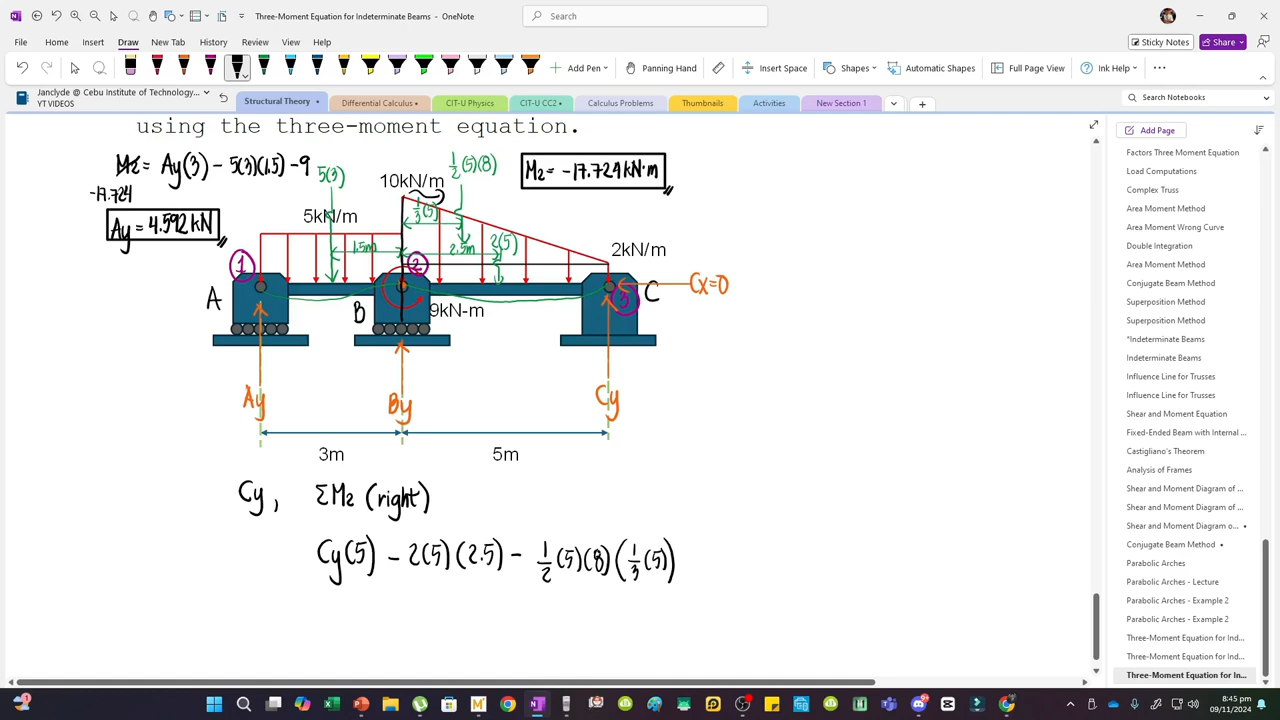 Three-Moment Equation for Indeterminate Beams - OneNote
Search
File Home Insert Draw New Tab History Review View Help
Sticky Notes
Share
Add Pen
Panning Hand
Insert Space
Shapes
Automatic Shapes
Full Page View
Ink Help
Janclyde @ Cebu Institute of Technology...
YT VIDEOS
Structural Theory
Differential Calculus
CIT-U Physics
CIT-U CC2
Calculus Problems
Thumbnails
Activities
New Section 1
Search Notebooks
Add Page
using the three-moment equation.
M2 = Ay(3) - 5(3)(1.5) - 9
-17.724
Ay = 4.592 kN
5(3)
10kN/m
1/2(5)(8)
M2 = -17.724 kN·m
1/3(5)
5kN/m
1.5m
2.5m
2(5)
2kN/m
1
2
3
A
B
C
Cx=0
9kN-m
Ay
By
Cy
3m
5m
Cy, ΣM2 (right)
Cy(5) - 2(5)(2.5) - 1/2(5)(8)(1/3(5))
Factors Three Moment Equation
Load Computations
Complex Truss
Area Moment Method
Area Moment Wrong Curve
Double Integration
Area Moment Method
Conjugate Beam Method
Superposition Method
Superposition Method
*Indeterminate Beams
Indeterminate Beams
Influence Line for Trusses
Influence Line for Trusses
Shear and Moment Equation
Fixed-Ended Beam with Internal ...
Castigliano's Theorem
Analysis of Frames
Shear and Moment Diagram of ...
Shear and Moment Diagram of ...
Shear and Moment Diagram o...
Conjugate Beam Method
Parabolic Arches
Parabolic Arches - Lecture
Parabolic Arches - Example 2
Parabolic Arches - Example 2
Three-Moment Equation for Ind...
Three-Moment Equation for Ind...
Three-Moment Equation for In...
8:45 pm
09/11/2024